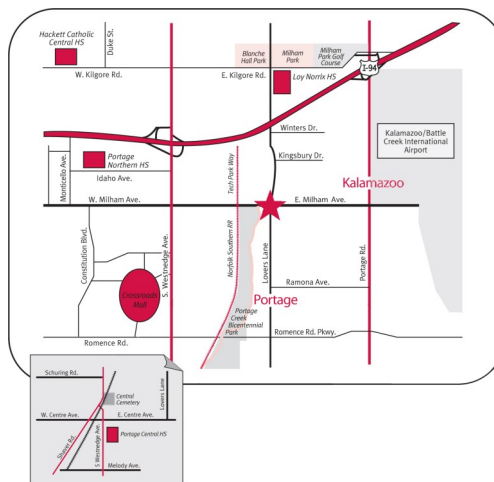 Hackett Catholic
Central HS
Duke St.
Blanche
Hall Park
Milham
Park
Milham
Park Golf
Course
I-94
W. Kilgore Rd.
E. Kilgore Rd.
Loy Norrix HS
Winters Dr.
Kalamazoo/Battle
Creek International
Airport
Monticello Ave.
Portage
Northern HS
Idaho Ave.
Tech Park Way
Kingsbury Dr.
Kalamazoo
W. Milham Ave.
E. Milham Ave.
Constitution Blvd.
S. Westnedge Ave.
Norfolk Southern RR
Lovers Lane
Portage Rd.
Crossroads
Mall
Ramona Ave.
Portage
Portage
Creek
Bicentennial
Park
Romence Rd.
Romence Rd. Pkwy.
Schuring Rd.
Central
Cemetery
Lovers Lane
W. Centre Ave.
E. Centre Ave.
Shaver Rd.
S Westnedge Ave.
Portage Central HS
Melody Ave.